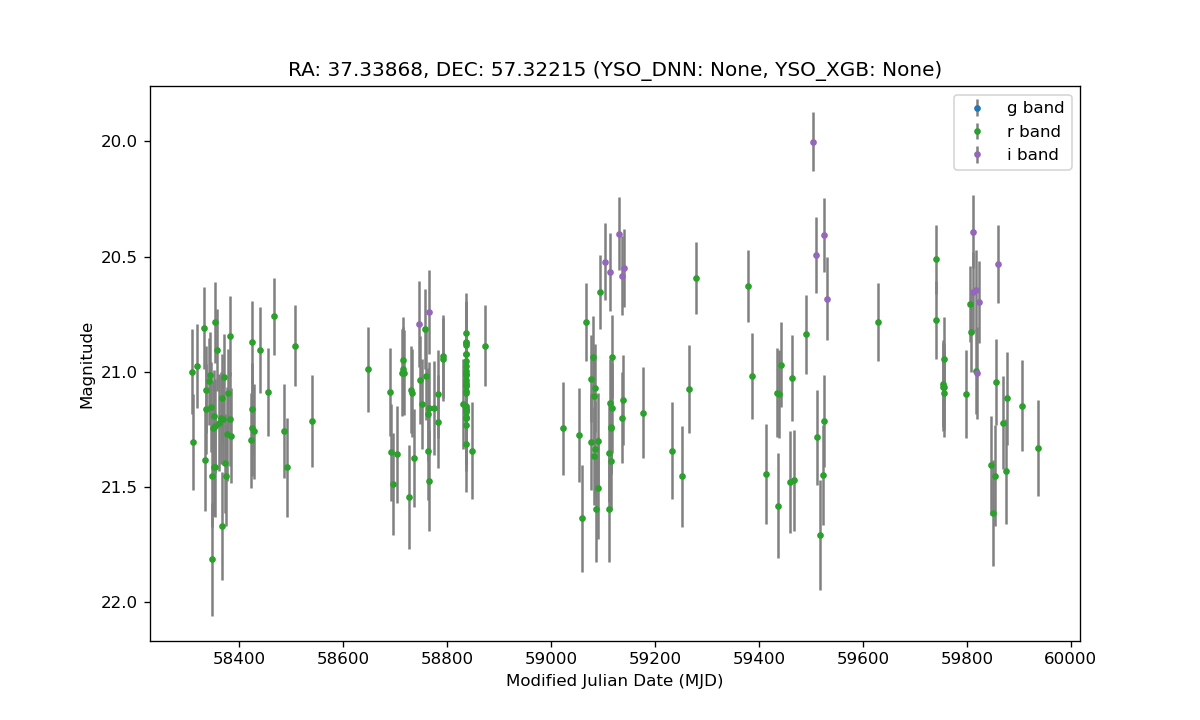 RA: 37.33868, DEC: 57.32215 (YSO_DNN: None, YSO_XGB: None)
g band
r band
i band
20.0
20.5
21.0
21.5
22.0
Magnitude
58400 58600 58800 59000 59200 59400 59600 59800 60000
Modified Julian Date (MJD)